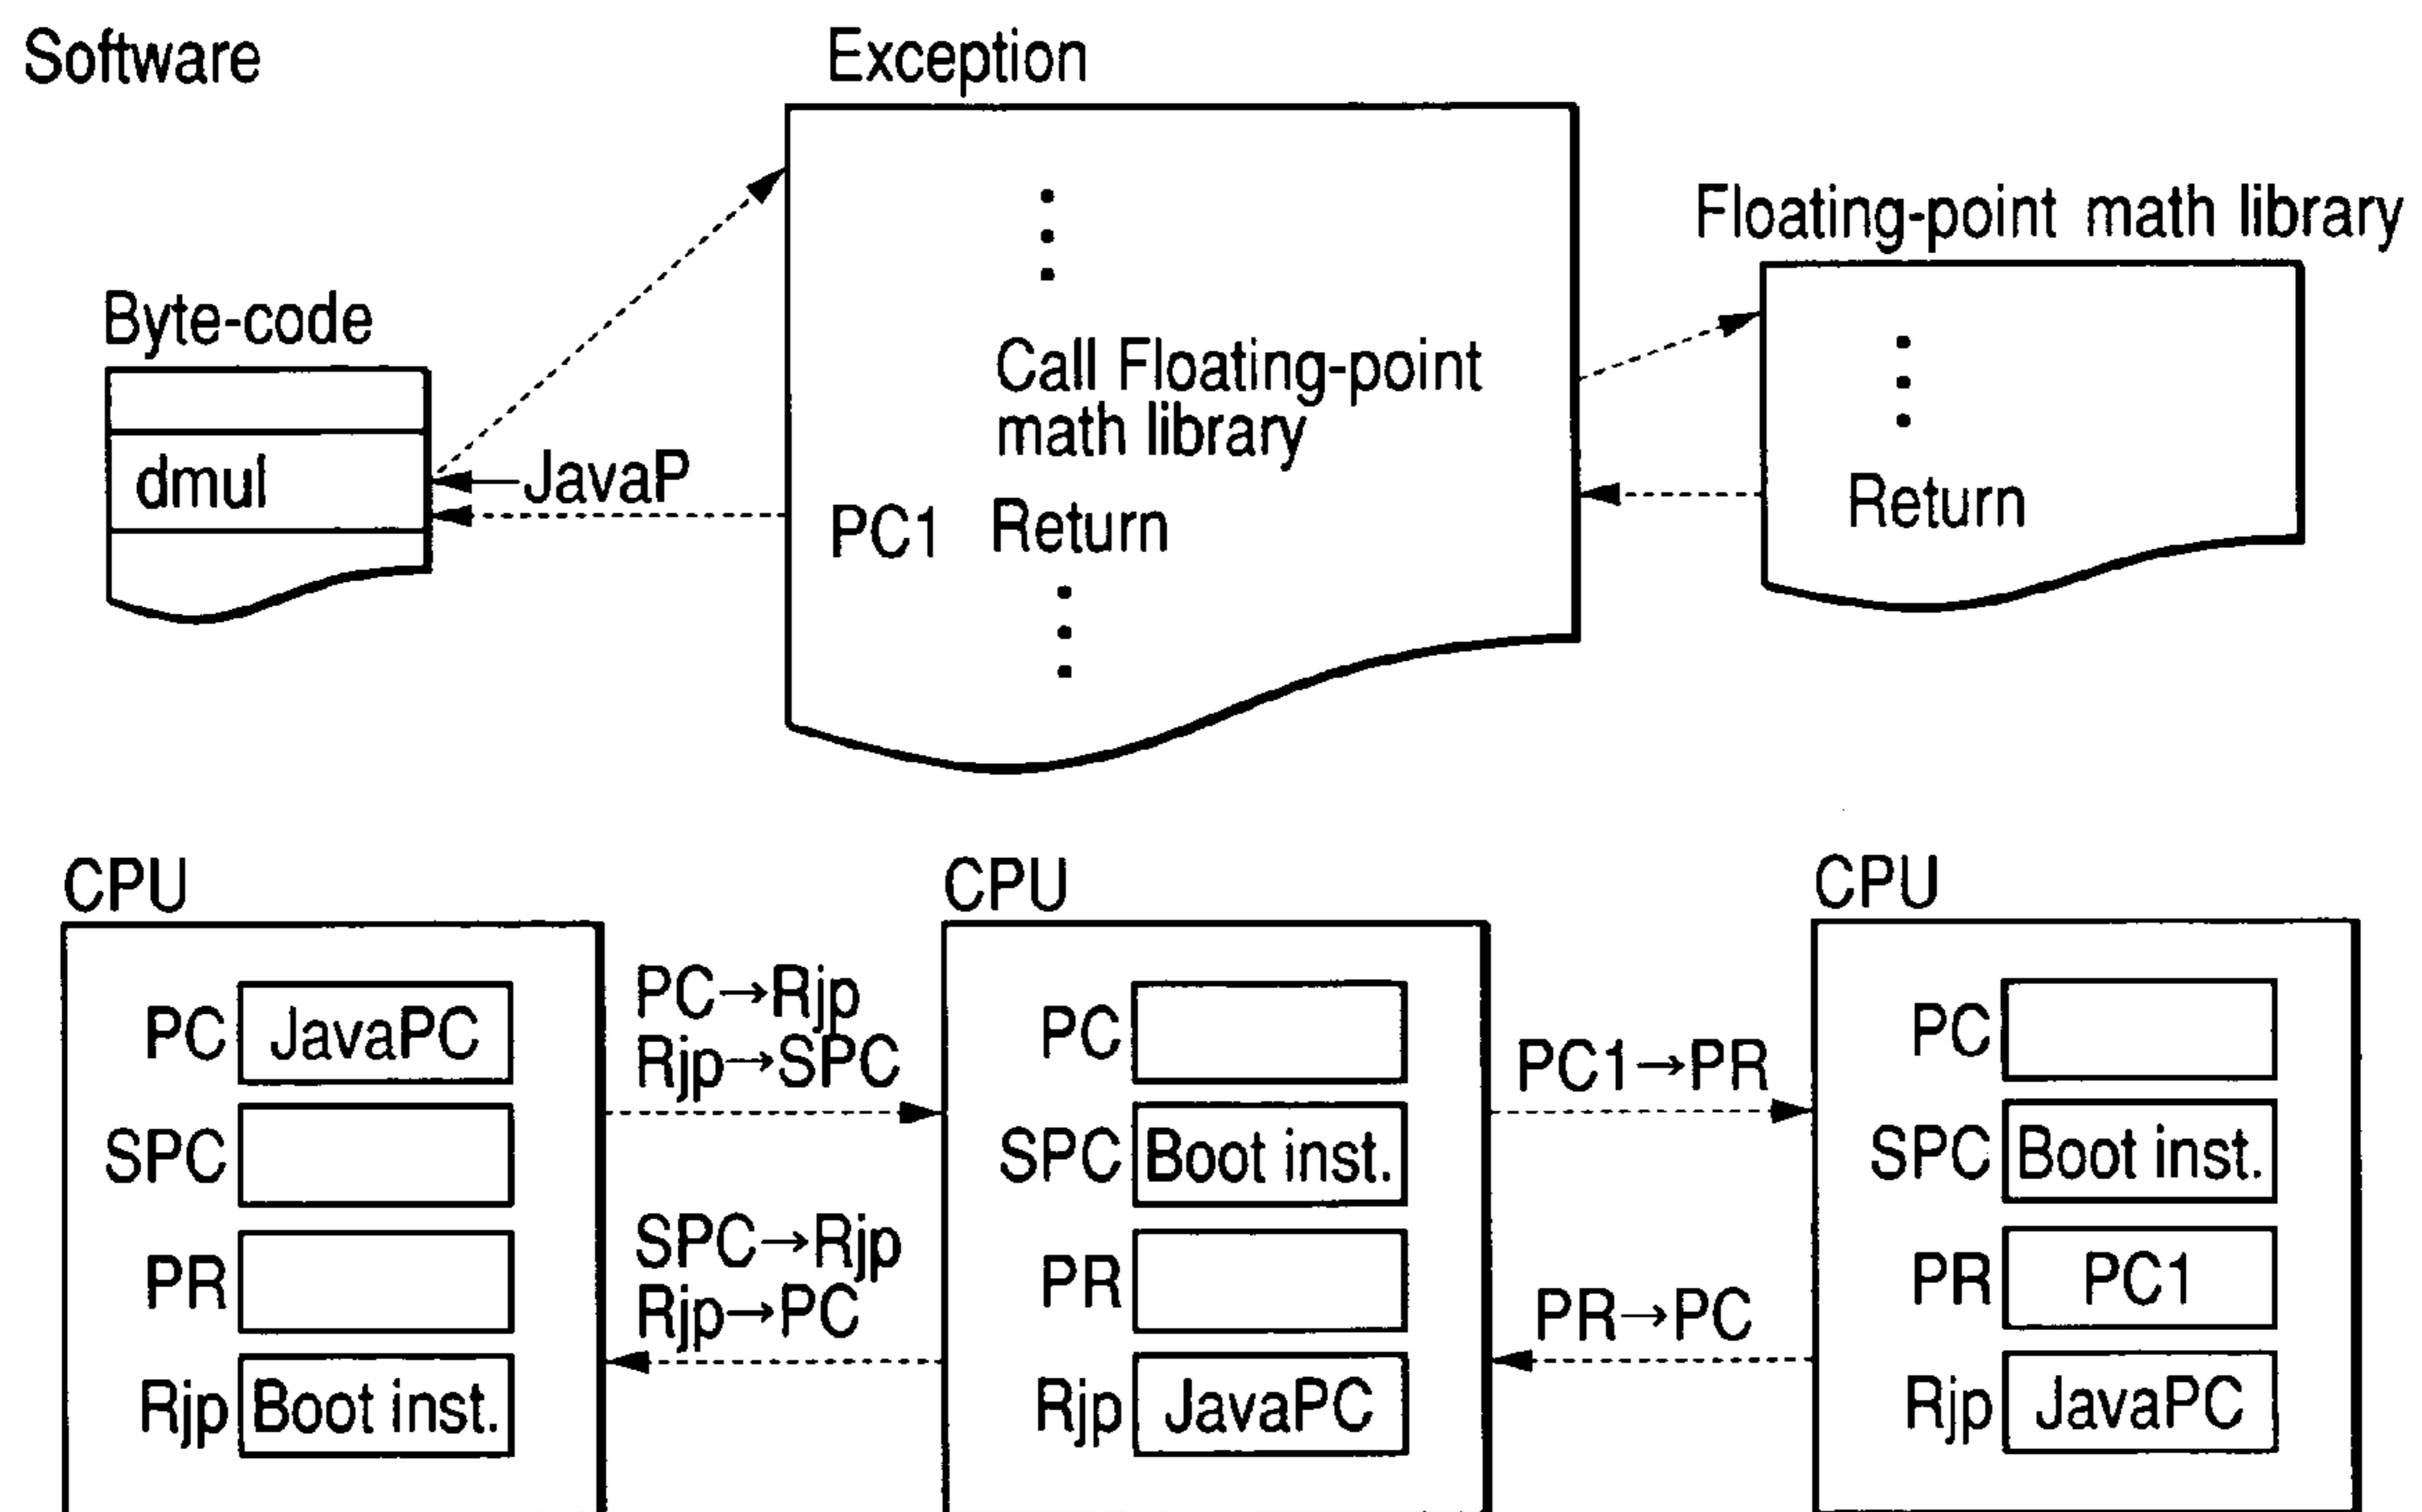 Software
Exception
Floating-point math library
Byte-code
Call Floating-point
math library
dmul
JavaP
PC1 Return
Return
CPU
CPU
CPU
PC JavaPC
SPC
PR
Rjp Boot inst.
PC→Rjp
Rjp→SPC
SPC→Rjp
Rjp→PC
PC
SPC Boot inst.
PR
Rjp JavaPC
PC1→PR
PR→PC
PC
SPC Boot inst.
PR PC1
Rjp JavaPC